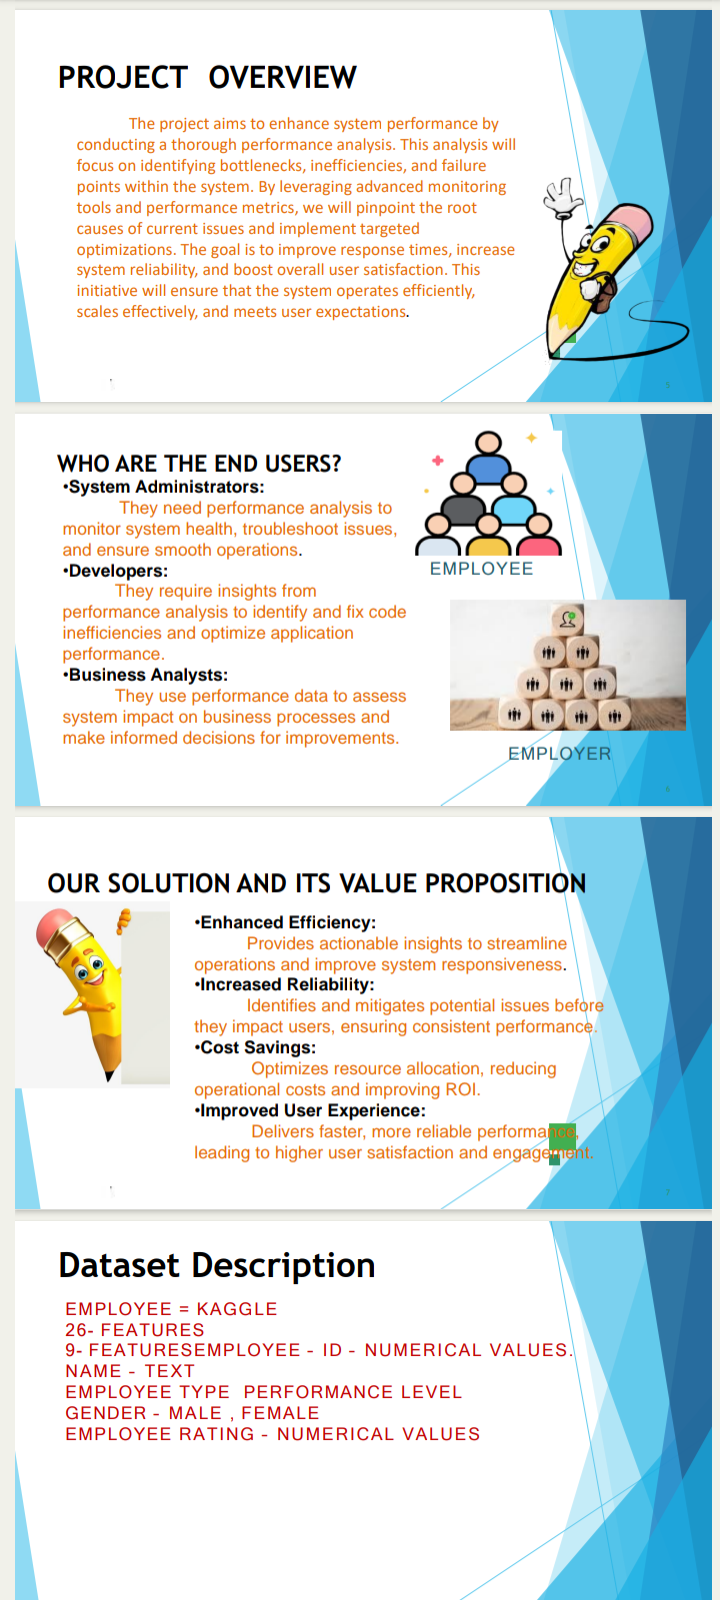 PROJECT OVERVIEW
The project aims to enhance system performance by
conducting a thorough performance analysis. This analysis will
focus on identifying bottlenecks, inefficiencies, and failure
points within the system. By leveraging advanced monitoring
tools and performance metrics, we will pinpoint the root
causes of current issues and implement targeted
optimizations. The goal is to improve response times, increase
system reliability, and boost overall user satisfaction. This
initiative will ensure that the system operates efficiently,
scales effectively, and meets user expectations.
WHO ARE THE END USERS?
•System Administrators:
They need performance analysis to
monitor system health, troubleshoot issues,
and ensure smooth operations.
•Developers:
They require insights from
performance analysis to identify and fix code
inefficiencies and optimize application
performance.
•Business Analysts:
They use performance data to assess
system impact on business processes and
make informed decisions for improvements.
EMPLOYEE
EMPLOYER
OUR SOLUTION AND ITS VALUE PROPOSITION
•Enhanced Efficiency:
Provides actionable insights to streamline
operations and improve system responsiveness.
•Increased Reliability:
Identifies and mitigates potential issues before
they impact users, ensuring consistent performance.
•Cost Savings:
Optimizes resource allocation, reducing
operational costs and improving ROI.
•Improved User Experience:
Delivers faster, more reliable performance,
leading to higher user satisfaction and engagement.
Dataset Description
EMPLOYEE = KAGGLE
26- FEATURES
9- FEATURESEMPLOYEE - ID - NUMERICAL VALUES.
NAME - TEXT
EMPLOYEE TYPE PERFORMANCE LEVEL
GENDER - MALE , FEMALE
EMPLOYEE RATING - NUMERICAL VALUES